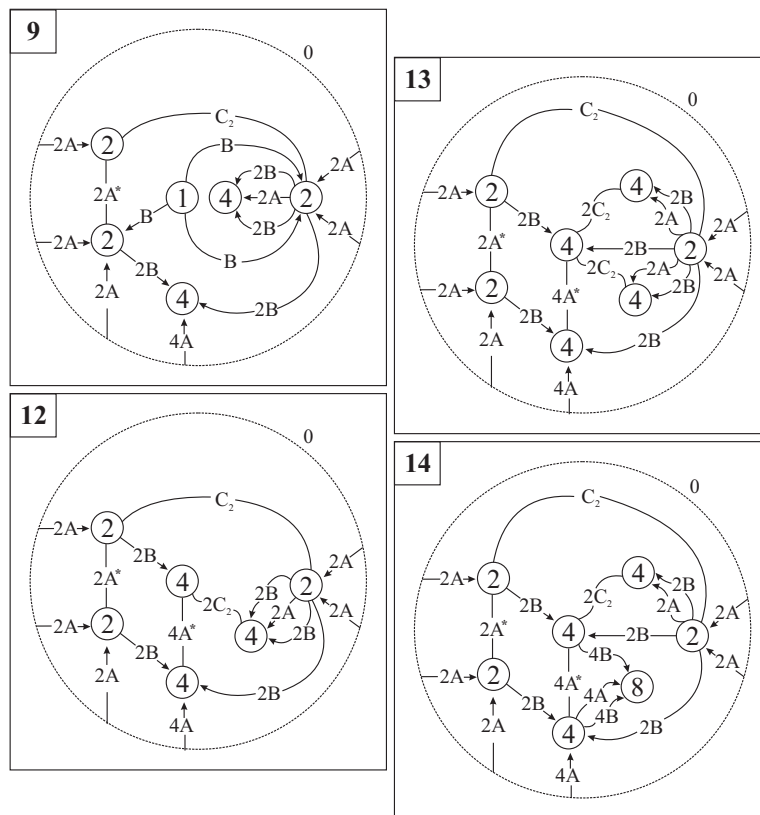 9
0
C₂
2A 2 B
2B 2A
2A* 1 4 2A 2
B 2B 2A
2A 2
B
2B
2A
4 2B
4A
12
0
C₂
2A 2
2B
2A* 4 2B 2 2A
2C₂ 2A 2A
2A 2 4A* 4 2B
2B
2A 4 2B
4A
13
0
C₂
2A 2 4 2B
2C₂ 2A 2A
2B
2A* 4 2B 2
2C₂ 2A 2A
2A 2 4A* 4 2B
2B
2A 4 2B
4A
14
0
C₂
2A 2 4 2B
2C₂ 2A 2A
2B
2A* 4 2B 2
4B 2A
2A 2 4A* 4A 8
2B 4B
2A 4 2B
4A